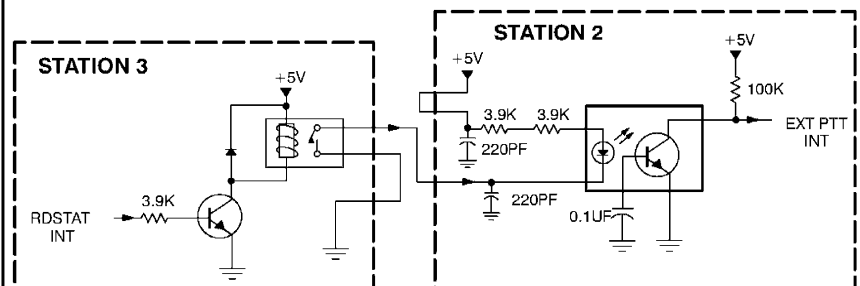 STATION 3
+5V
3.9K
RDSTAT
INT
STATION 2
+5V
+5V
100K
3.9K 3.9K
220PF
EXT PTT
INT
220PF
0.1UF